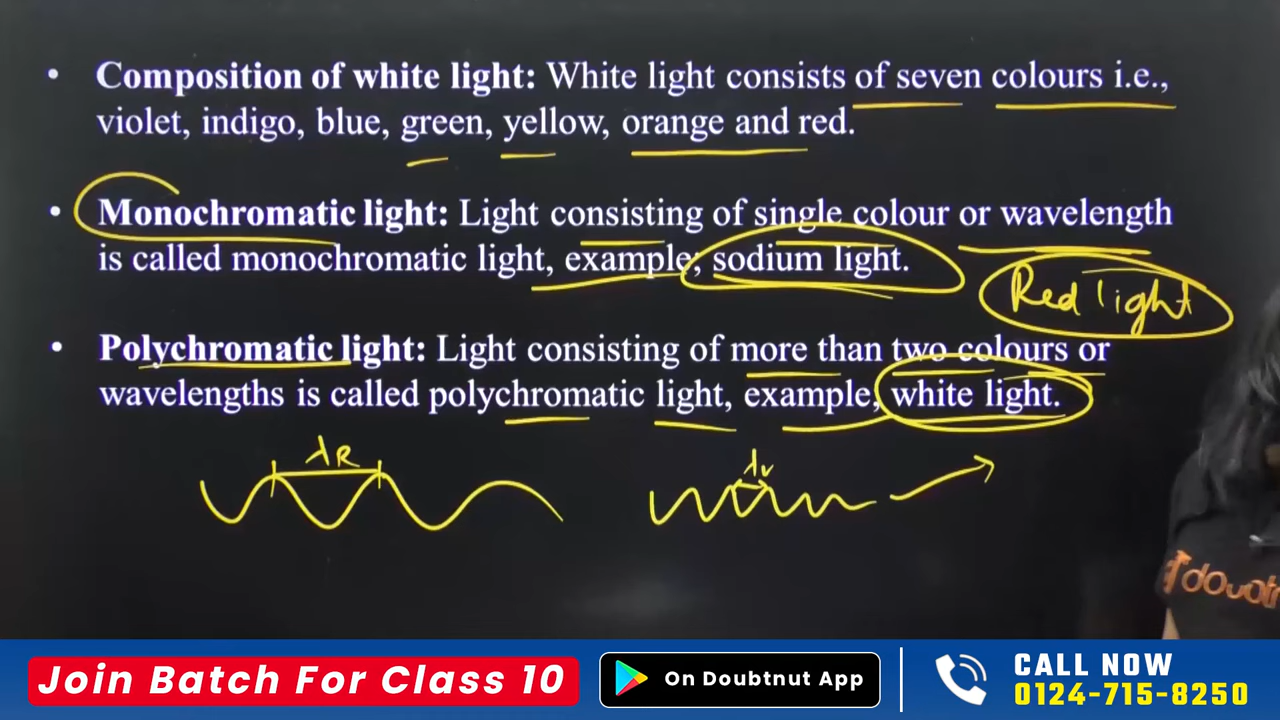 • Composition of white light: White light consists of seven colours i.e.,
violet, indigo, blue, green, yellow, orange and red.
• Monochromatic light: Light consisting of single colour or wavelength
is called monochromatic light, example, sodium light.
Red light
• Polychromatic light: Light consisting of more than two colours or
wavelengths is called polychromatic light, example, white light.
λR
λv
doubtn
Join Batch For Class 10
On Doubtnut App
CALL NOW
0124-715-8250